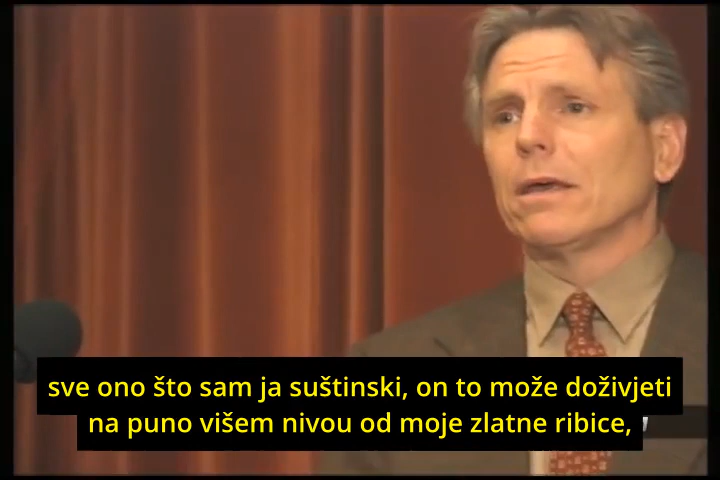 sve ono što sam ja suštinski, on to može doživjeti
na puno višem nivou od moje zlatne ribice,